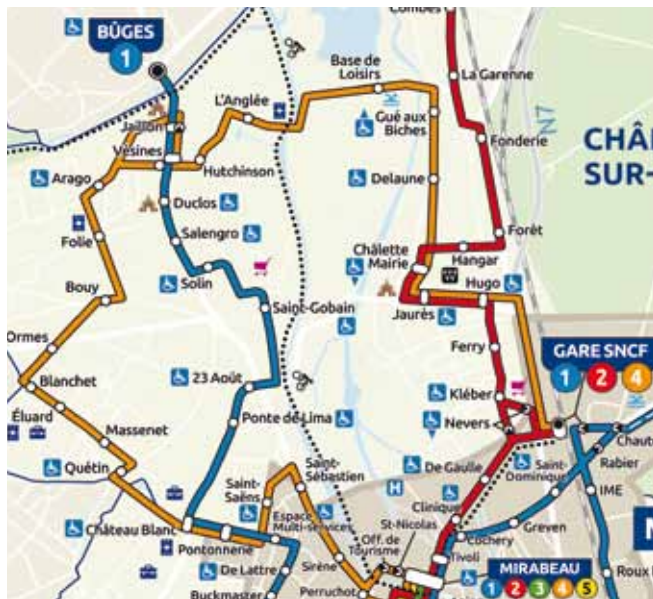 Combes
BÛGES
1
Base de
Loisirs
La Garenne
L'Anglée
N7
Jaillon
Gué aux
Biches
Fonderie
CHÂ
SUR-
Vésines
Hutchinson
Arago
Delaune
Duclos
Folie
Salengro
Forêt
Châlette
Mairie
Hangar
Solin
Hugo
Bouy
Saint-Gobain
Jaurès
Ormes
Ferry
GARE SNCF
1 2 4
Blanchet
23 Août
Kléber
Éluard
Ponte de Lima
Nevers
Chaut
Massenet
Rabier
Quétin
Saint-
Saëns
Saint-
Sébastien
De Gaulle
Saint-
Dominique
IME
H
Clinique
Château Blanc
Espace
Multi-services
St-Nicolas
Greven
N
Pontonnerie
Off. de
Tourisme
Cochery
Tivoli
De Lattre
Sirène
MIRABEAU
1 2 3 4 5
Roux
Buckmaster
Perruchot